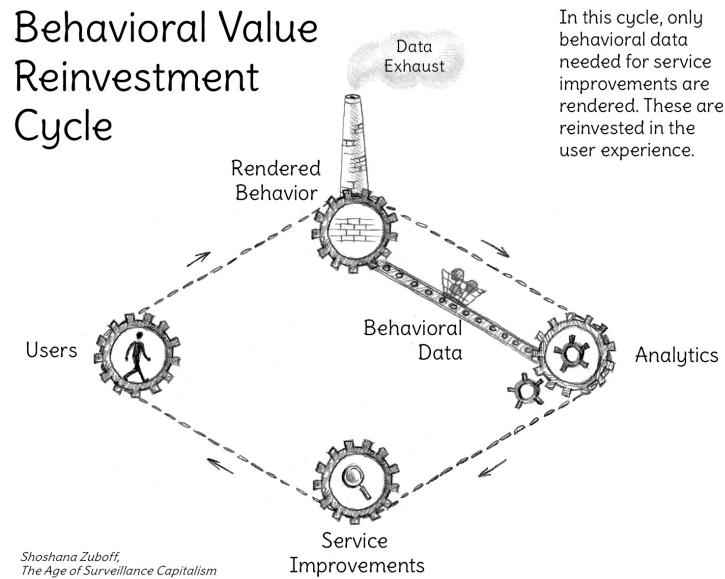 Behavioral Value
Reinvestment
Cycle
Data
Exhaust
In this cycle, only
behavioral data
needed for service
improvements are
rendered. These are
reinvested in the
user experience.
Rendered
Behavior
Behavioral
Data
Users
Analytics
Service
Improvements
Shoshana Zuboff,
The Age of Surveillance Capitalism